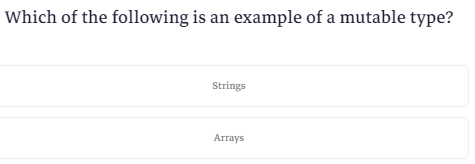 Which of the following is an example of a mutable type?
Strings
Arrays